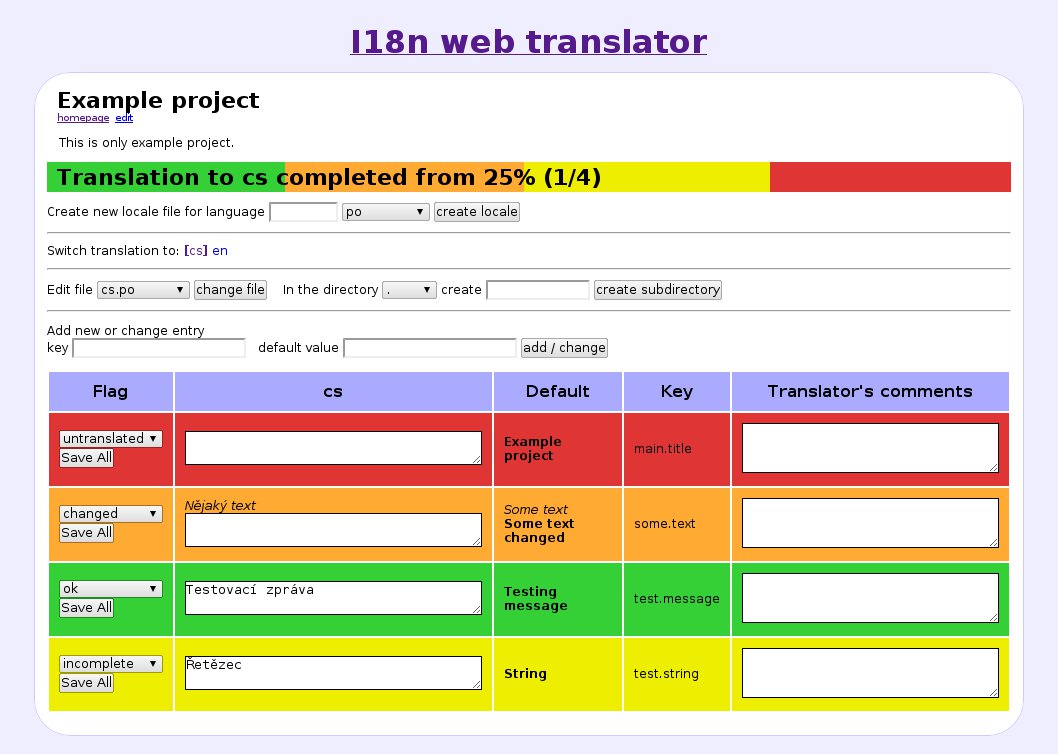 I18n web translator
Example project
homepage edit
This is only example project.
Translation to cs completed from 25% (1/4)
Create new locale file for language po create locale
Switch translation to: [cs] en
Edit file cs.po change file In the directory . create create subdirectory
Add new or change entry
key default value add / change
Flag cs Default Key Translator's comments
untranslated
Save All
Example
project
main.title
changed
Save All
Nějaký text
Some text
Some text
changed
some.text
ok
Save All
Testovací zpráva
Testing
message
test.message
incomplete
Save All
Řetězec
String
test.string